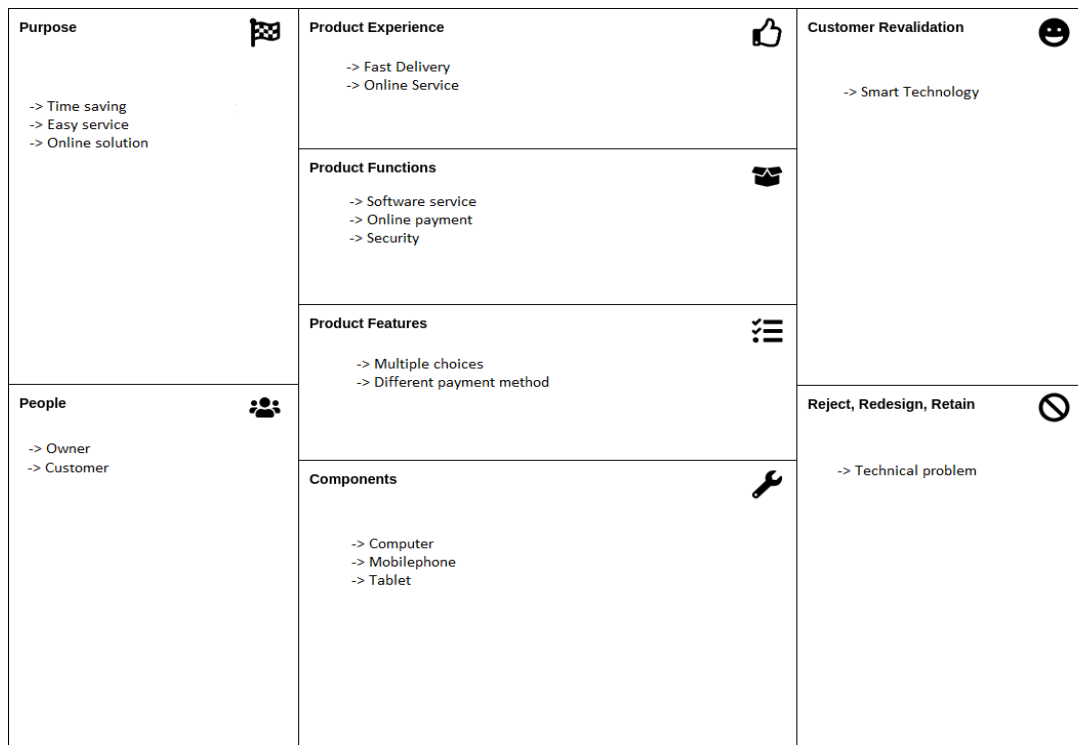 Purpose
-> Time saving
-> Easy service
-> Online solution
People
-> Owner
-> Customer
Product Experience
-> Fast Delivery
-> Online Service
Product Functions
-> Software service
-> Online payment
-> Security
Product Features
-> Multiple choices
-> Different payment method
Components
-> Computer
-> Mobilephone
-> Tablet
Customer Revalidation
-> Smart Technology
Reject, Redesign, Retain
-> Technical problem